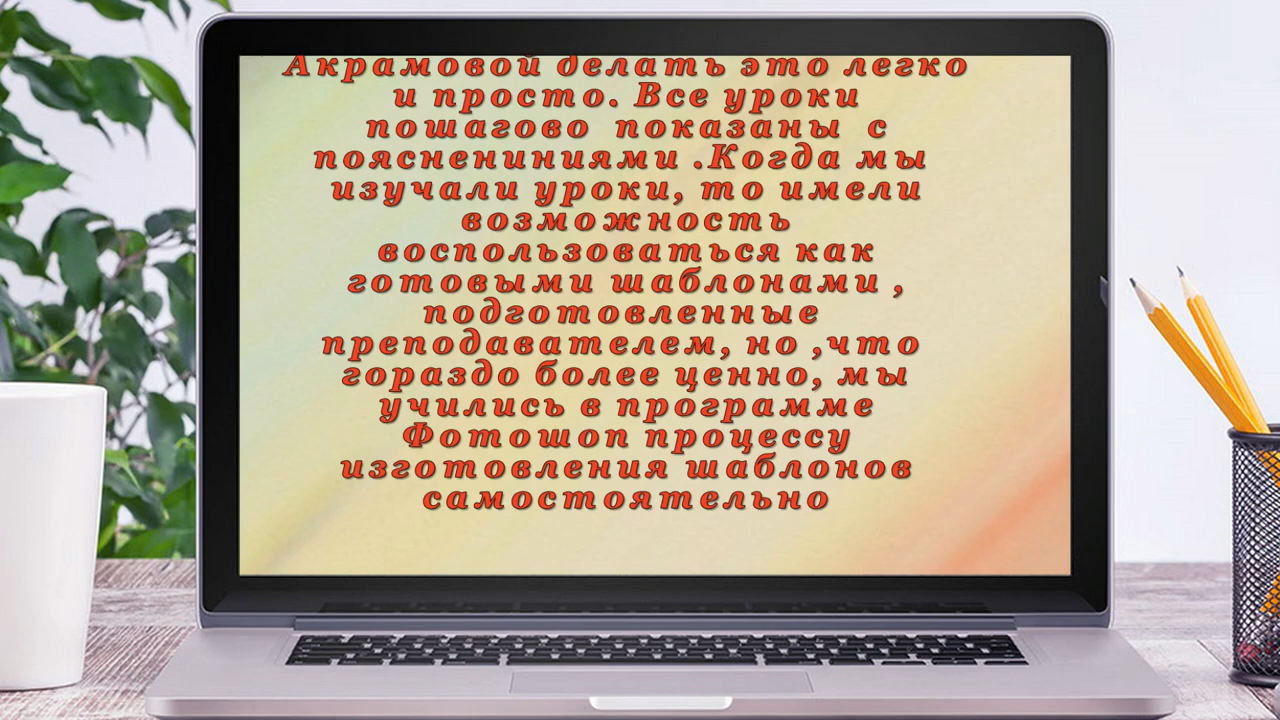 Акрамовой делать это легко
и просто. Все уроки
пошагово показаны с
пояснениниями .Когда мы
изучали уроки, то имели
возможность
воспользоваться как
готовыми шаблонами ,
подготовленные
преподавателем, но ,что
гораздо более ценно, мы
учились в программе
Фотошоп процессу
изготовления шаблонов
самостоятельно